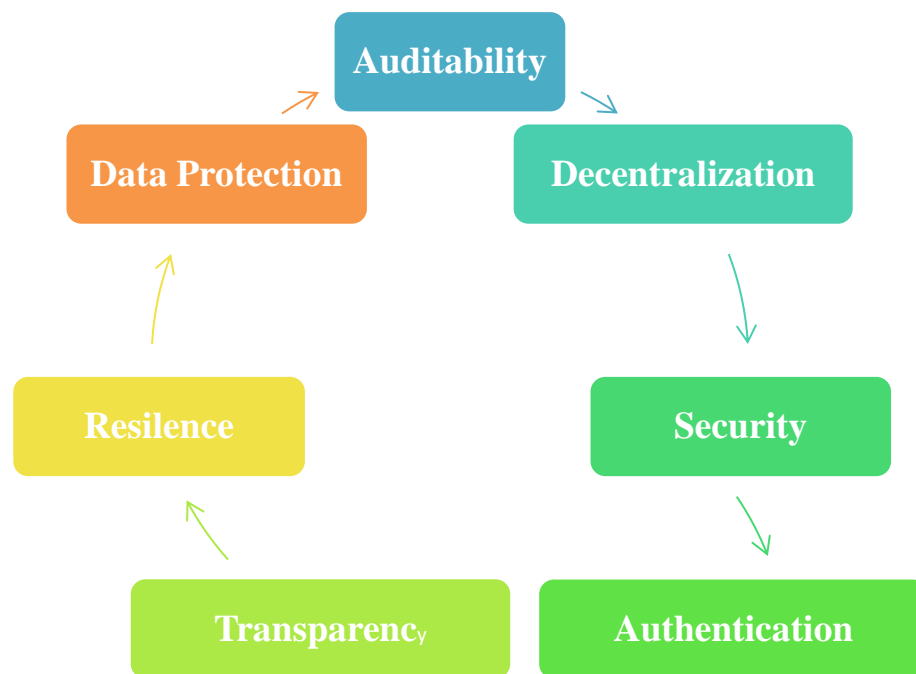 Auditability
Data Protection
Decentralization
Resilence
Security
Transparency
Authentication